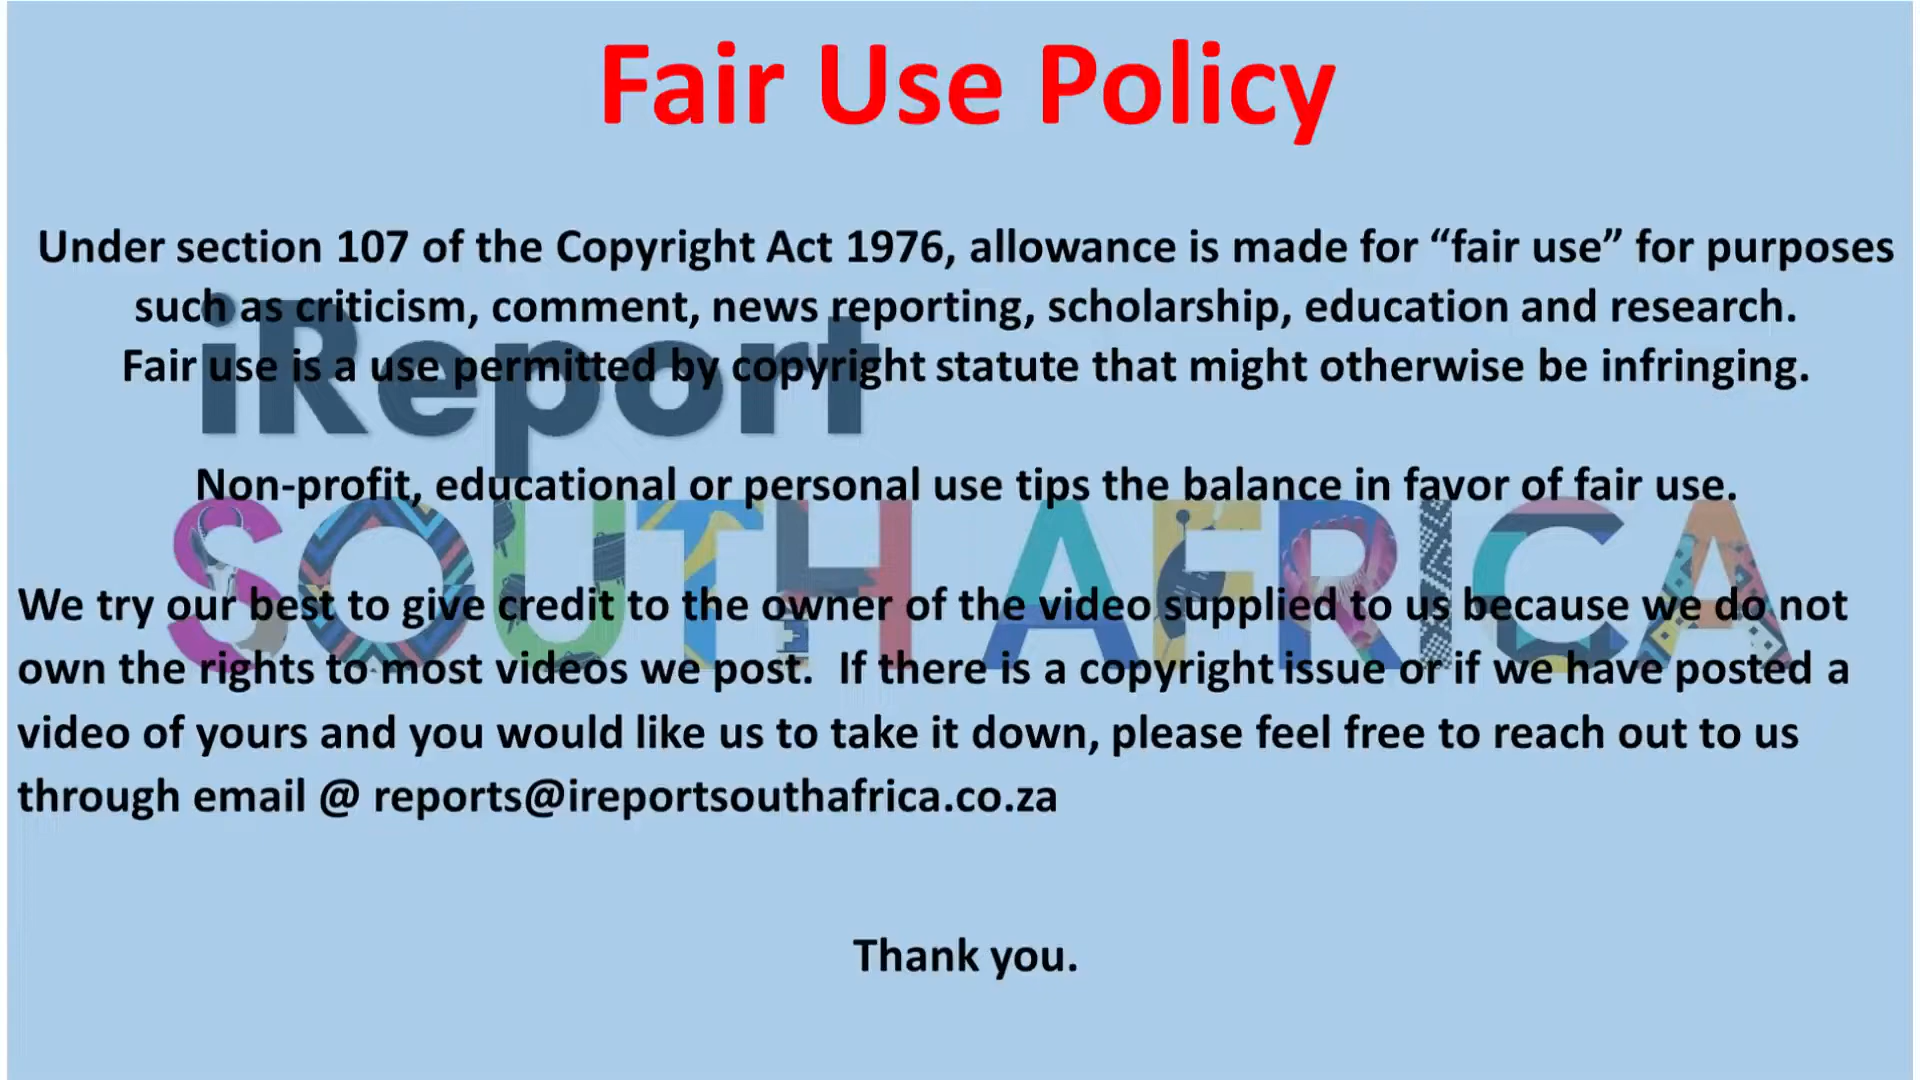 Fair Use Policy
Under section 107 of the Copyright Act 1976, allowance is made for “fair use” for purposes
such as criticism, comment, news reporting, scholarship, education and research.
Fair use is a use permitted by copyright statute that might otherwise be infringing.
iReport
Non-profit, educational or personal use tips the balance in favor of fair use.
SOUTH AFRICA
We try our best to give credit to the owner of the video supplied to us because we do not
own the rights to most videos we post.  If there is a copyright issue or if we have posted a
video of yours and you would like us to take it down, please feel free to reach out to us
through email @ reports@ireportsouthafrica.co.za
Thank you.